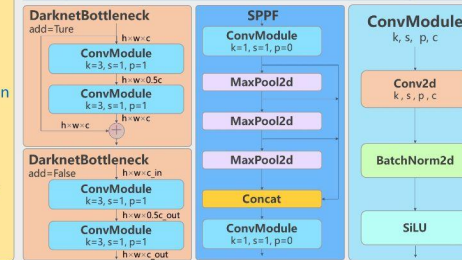 n
DarknetBottleneck
add=Ture
h×w×c
ConvModule
k=3, s=1, p=1
h×w×0.5c
ConvModule
k=3, s=1, p=1
h×w×c
h×w×c
DarknetBottleneck
add=False
h×w×c_in
ConvModule
k=3, s=1, p=1
h×w×0.5c_out
ConvModule
k=3, s=1, p=1
h×w×c_out
SPPF
ConvModule
k=1, s=1, p=0
MaxPool2d
MaxPool2d
MaxPool2d
Concat
ConvModule
k=1, s=1, p=0
ConvModule
k, s, p, c
Conv2d
k, s, p, c
BatchNorm2d
SiLU